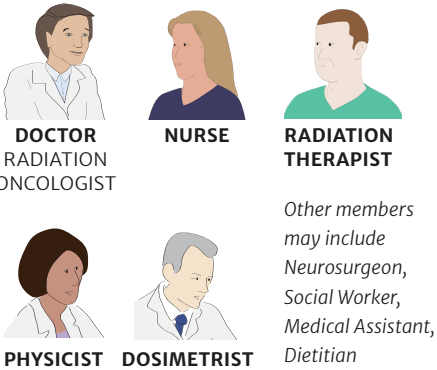 DOCTOR
RADIATION
ONCOLOGIST
NURSE
RADIATION
THERAPIST
Other members
may include
Neurosurgeon,
Social Worker,
Medical Assistant,
Dietitian
PHYSICIST
DOSIMETRIST